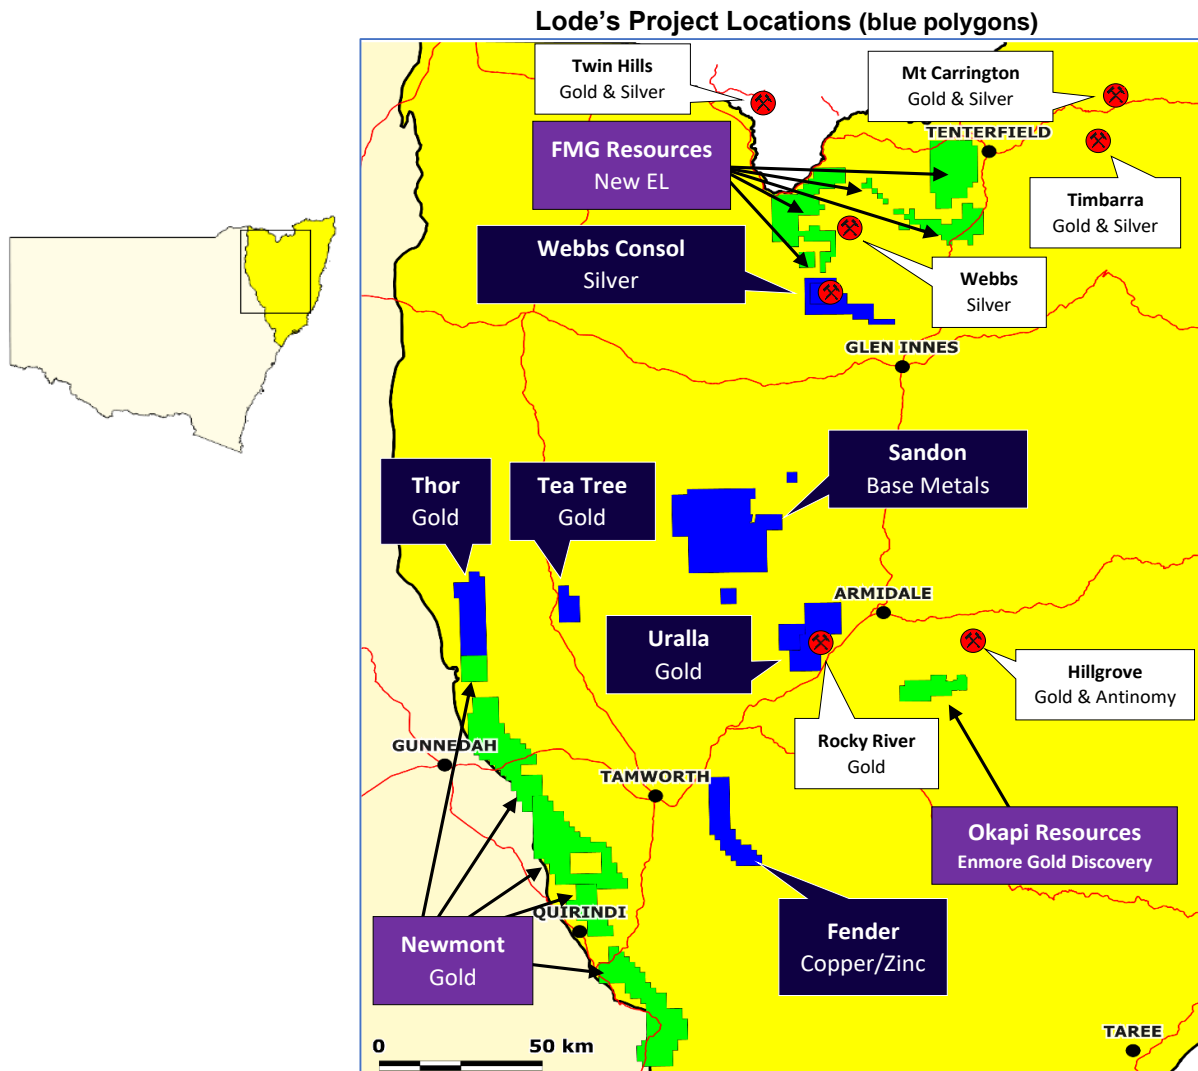 Lode's Project Locations (blue polygons)
Twin Hills
Gold & Silver
Mt Carrington
Gold & Silver
TENTERFIELD
FMG Resources
New EL
Timbarra
Gold & Silver
Webbs Consol
Silver
Webbs
Silver
GLEN INNES
Sandon
Base Metals
Thor
Gold
Tea Tree
Gold
ARMIDALE
Uralla
Gold
Hillgrove
Gold & Antinomy
Rocky River
Gold
GUNNEDAH
TAMWORTH
Okapi Resources
Enmore Gold Discovery
QUIRINDI
Newmont
Gold
Fender
Copper/Zinc
TAREE
0 50 km